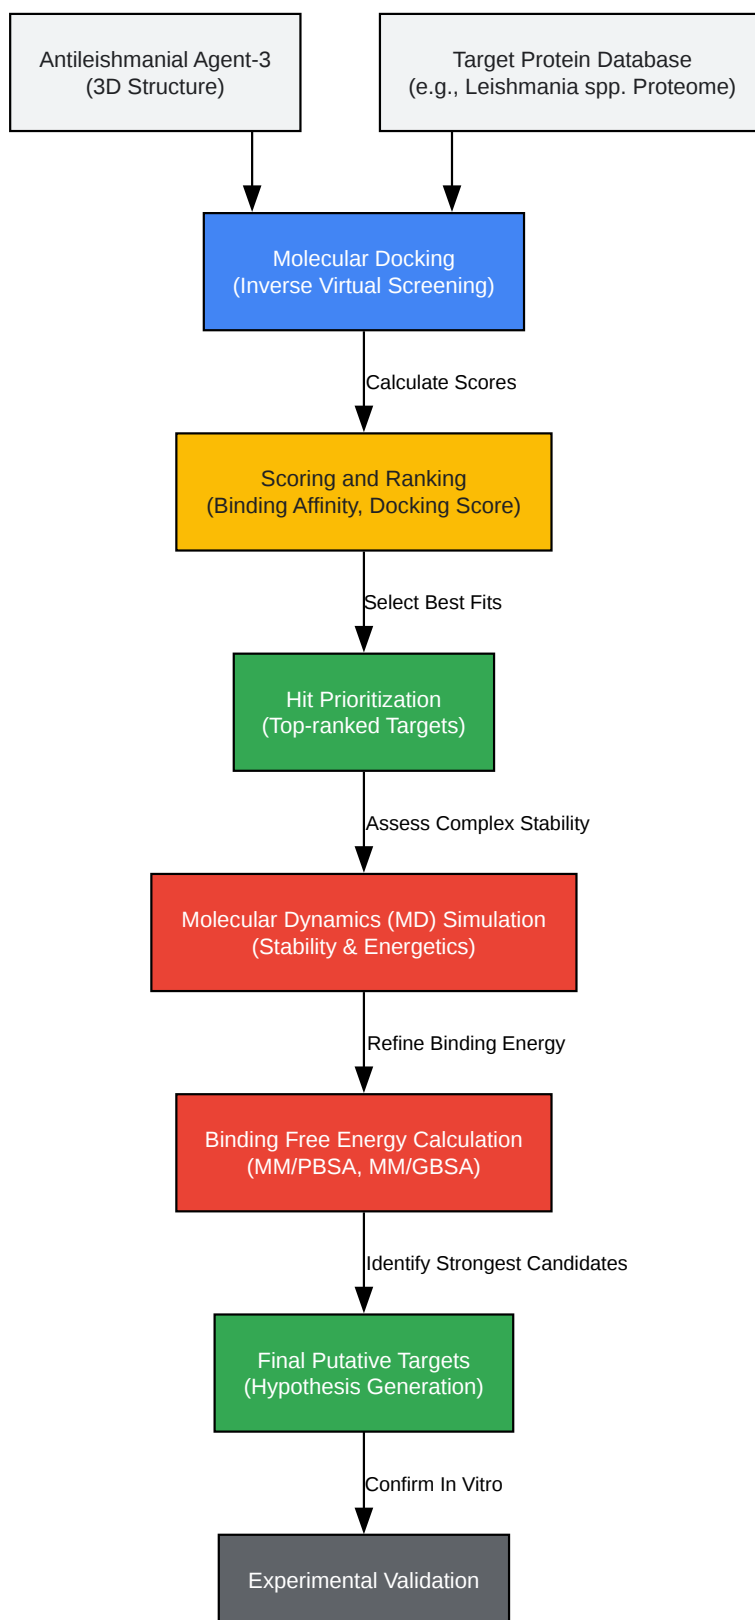 Antileishmanial Agent-3
(3D Structure)
Target Protein Database
(e.g., Leishmania spp. Proteome)
Molecular Docking
(Inverse Virtual Screening)
Calculate Scores
Scoring and Ranking
(Binding Affinity, Docking Score)
Select Best Fits
Hit Prioritization
(Top-ranked Targets)
Assess Complex Stability
Molecular Dynamics (MD) Simulation
(Stability & Energetics)
Refine Binding Energy
Binding Free Energy Calculation
(MM/PBSA, MM/GBSA)
Identify Strongest Candidates
Final Putative Targets
(Hypothesis Generation)
Confirm In Vitro
Experimental Validation